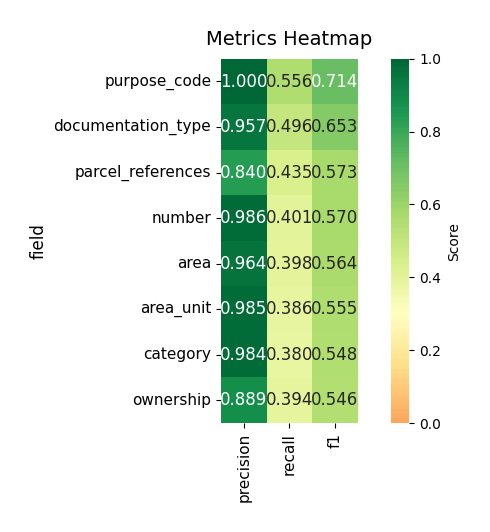 Metrics Heatmap
field
purpose_code 1.000 0.556 0.714
documentation_type 0.957 0.496 0.653
parcel_references 0.840 0.435 0.573
number 0.986 0.401 0.570
area 0.964 0.398 0.564
area_unit 0.985 0.386 0.555
category 0.984 0.380 0.548
ownership 0.889 0.394 0.546
precision recall f1
1.0
0.8
0.6
0.4
0.2
0.0
Score